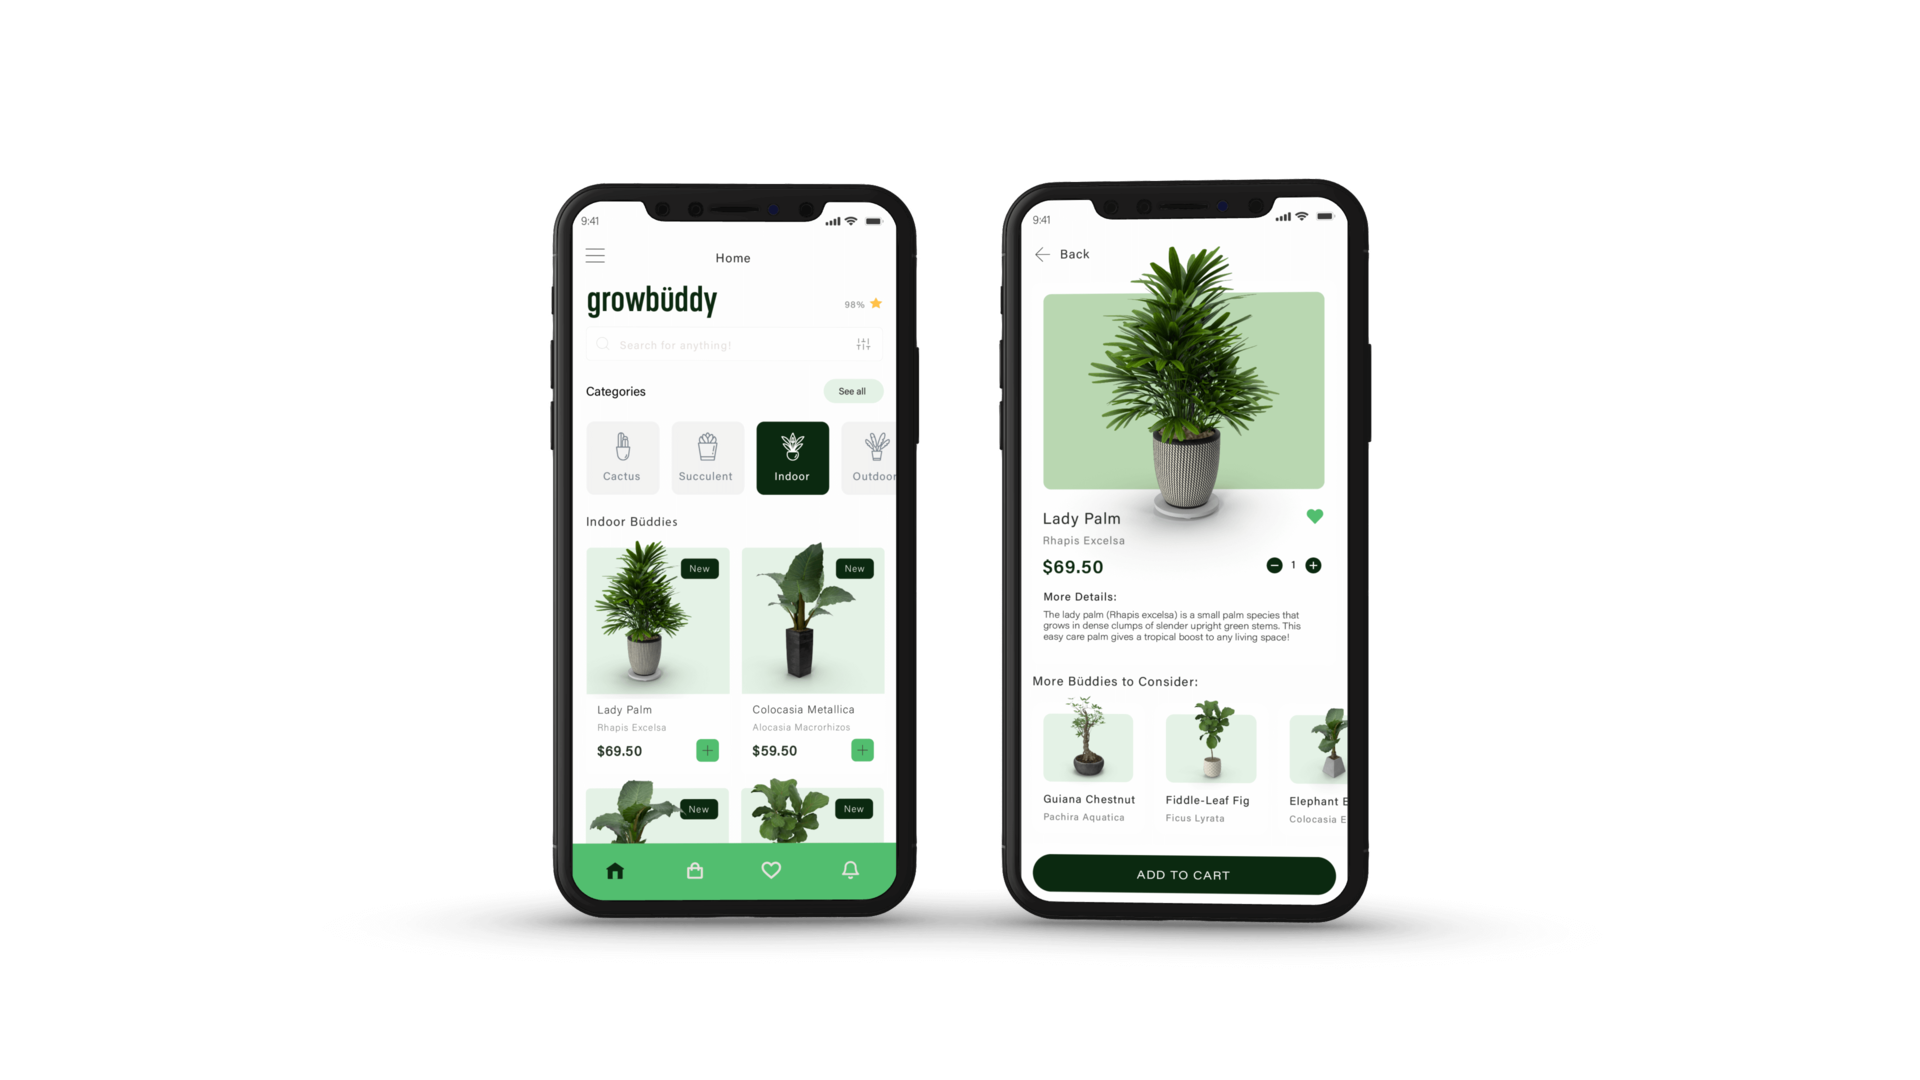 9:41
Home
growbüddy
98%
Search for anything!
Categories
See all
Cactus
Succulent
Indoor
Outdoor
Indoor Büddies
New
New
Lady Palm
Colocasia Metallica
Rhapis Excelsa
Alocasia Macrorhizos
$69.50
$59.50
New
New
9:41
Back
Lady Palm
Rhapis Excelsa
$69.50
1
More Details:
The lady palm (Rhapis excelsa) is a small palm species that
grows in dense clumps of slender upright green stems. This
easy care palm gives a tropical boost to any living space!
More Büddies to Consider:
Guiana Chestnut
Fiddle-Leaf Fig
Elephant E
Pachira Aquatica
Ficus Lyrata
Colocasia E
ADD TO CART